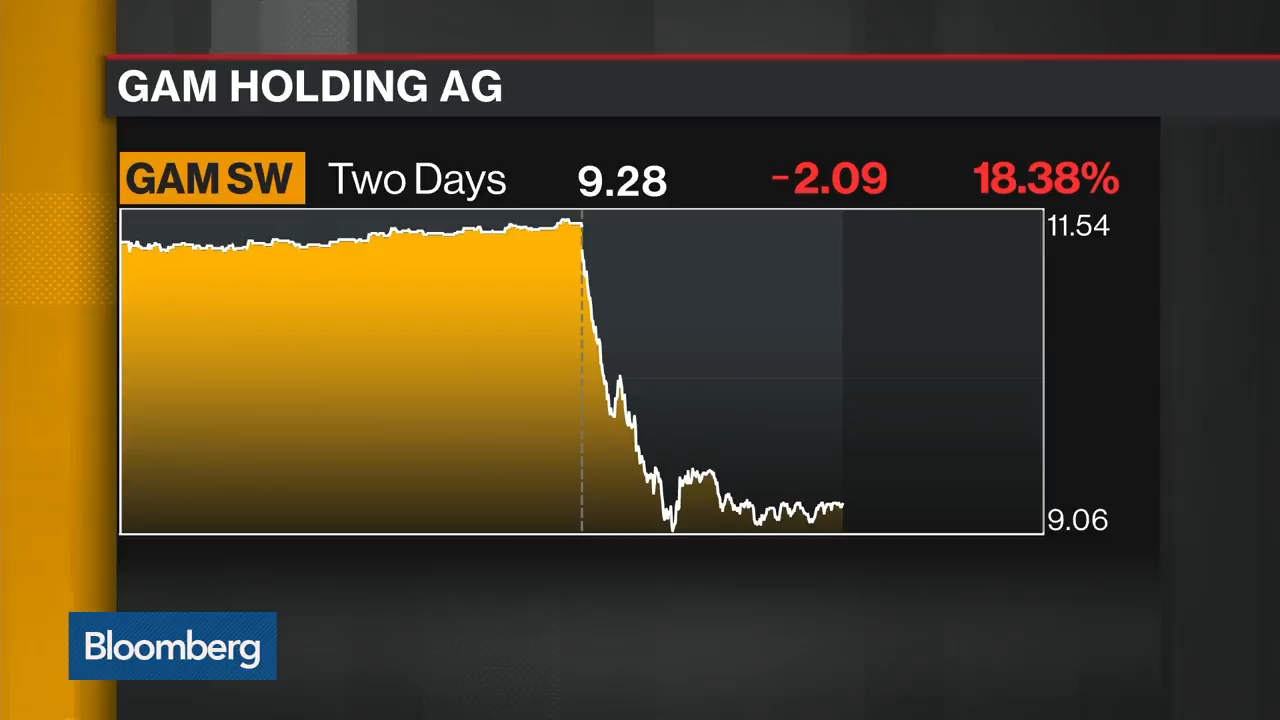 GAM HOLDING AG
GAM SW Two Days 9.28 -2.09 18.38%
11.54
9.06
Bloomberg